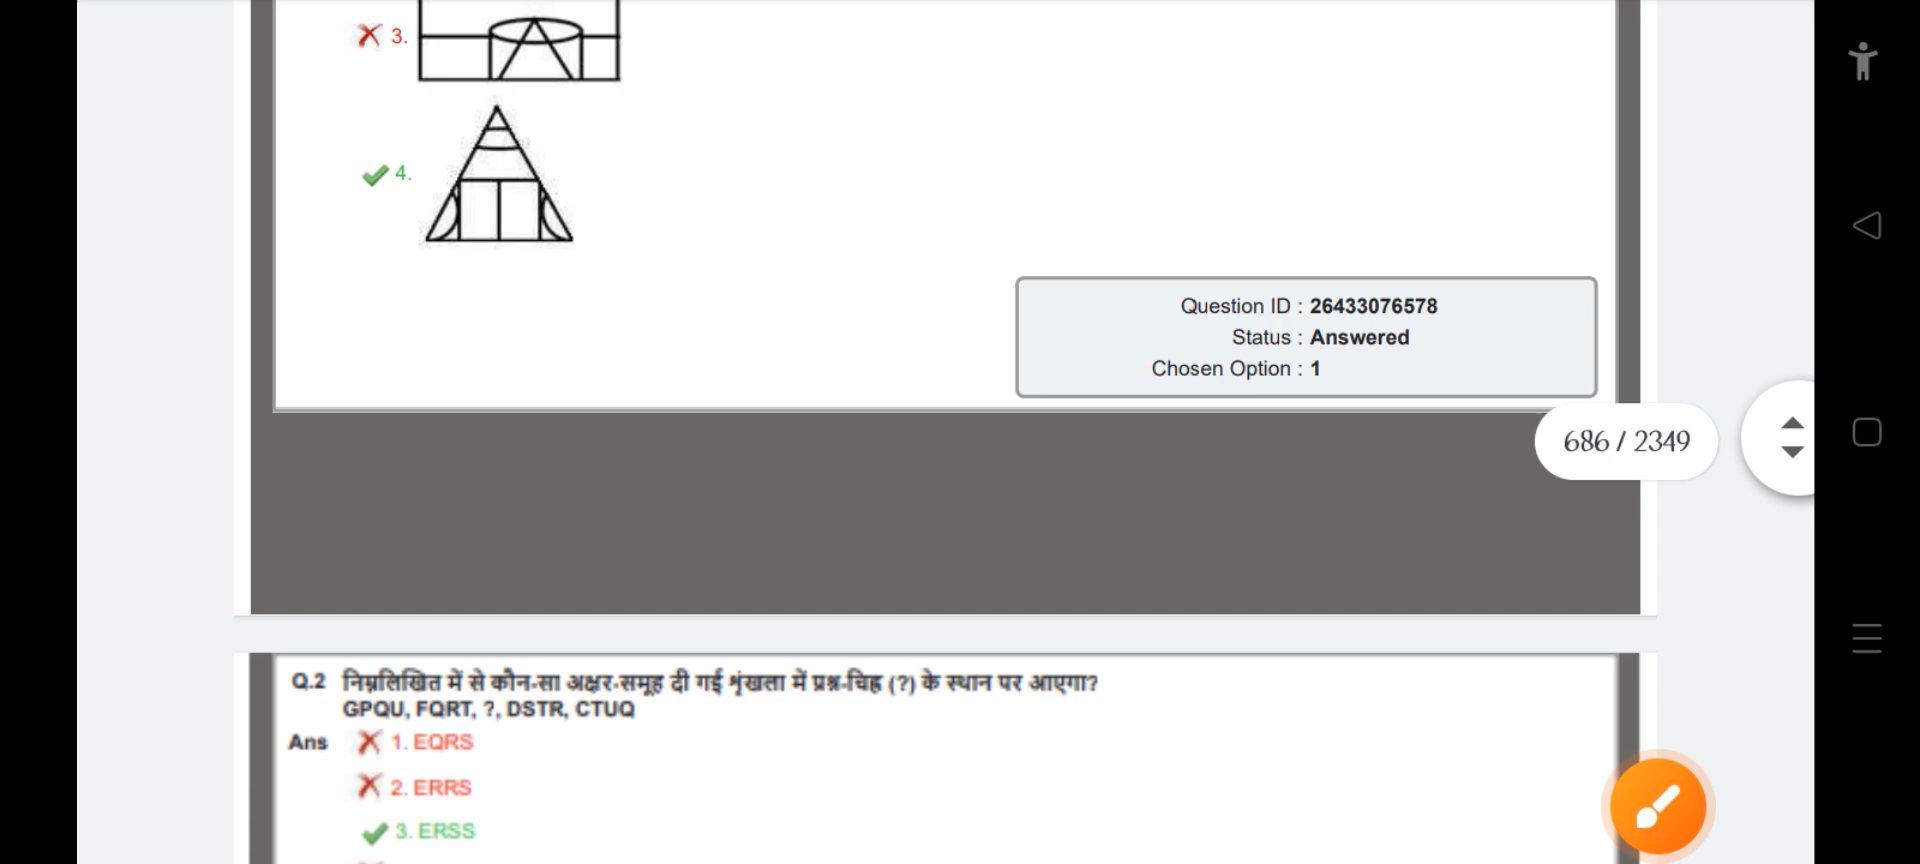 3.
4.
Question ID : 26433076578
Status : Answered
Chosen Option : 1
686 / 2349
Q.2 निम्नलिखित में से कौन-सा अक्षर-समूह दी गई शृंखला में प्रश्न-चिह्न (?) के स्थान पर आएगा?
GPQU, FQRT, ?, DSTR, CTUQ
Ans 1. EQRS
2. ERRS
3. ERSS